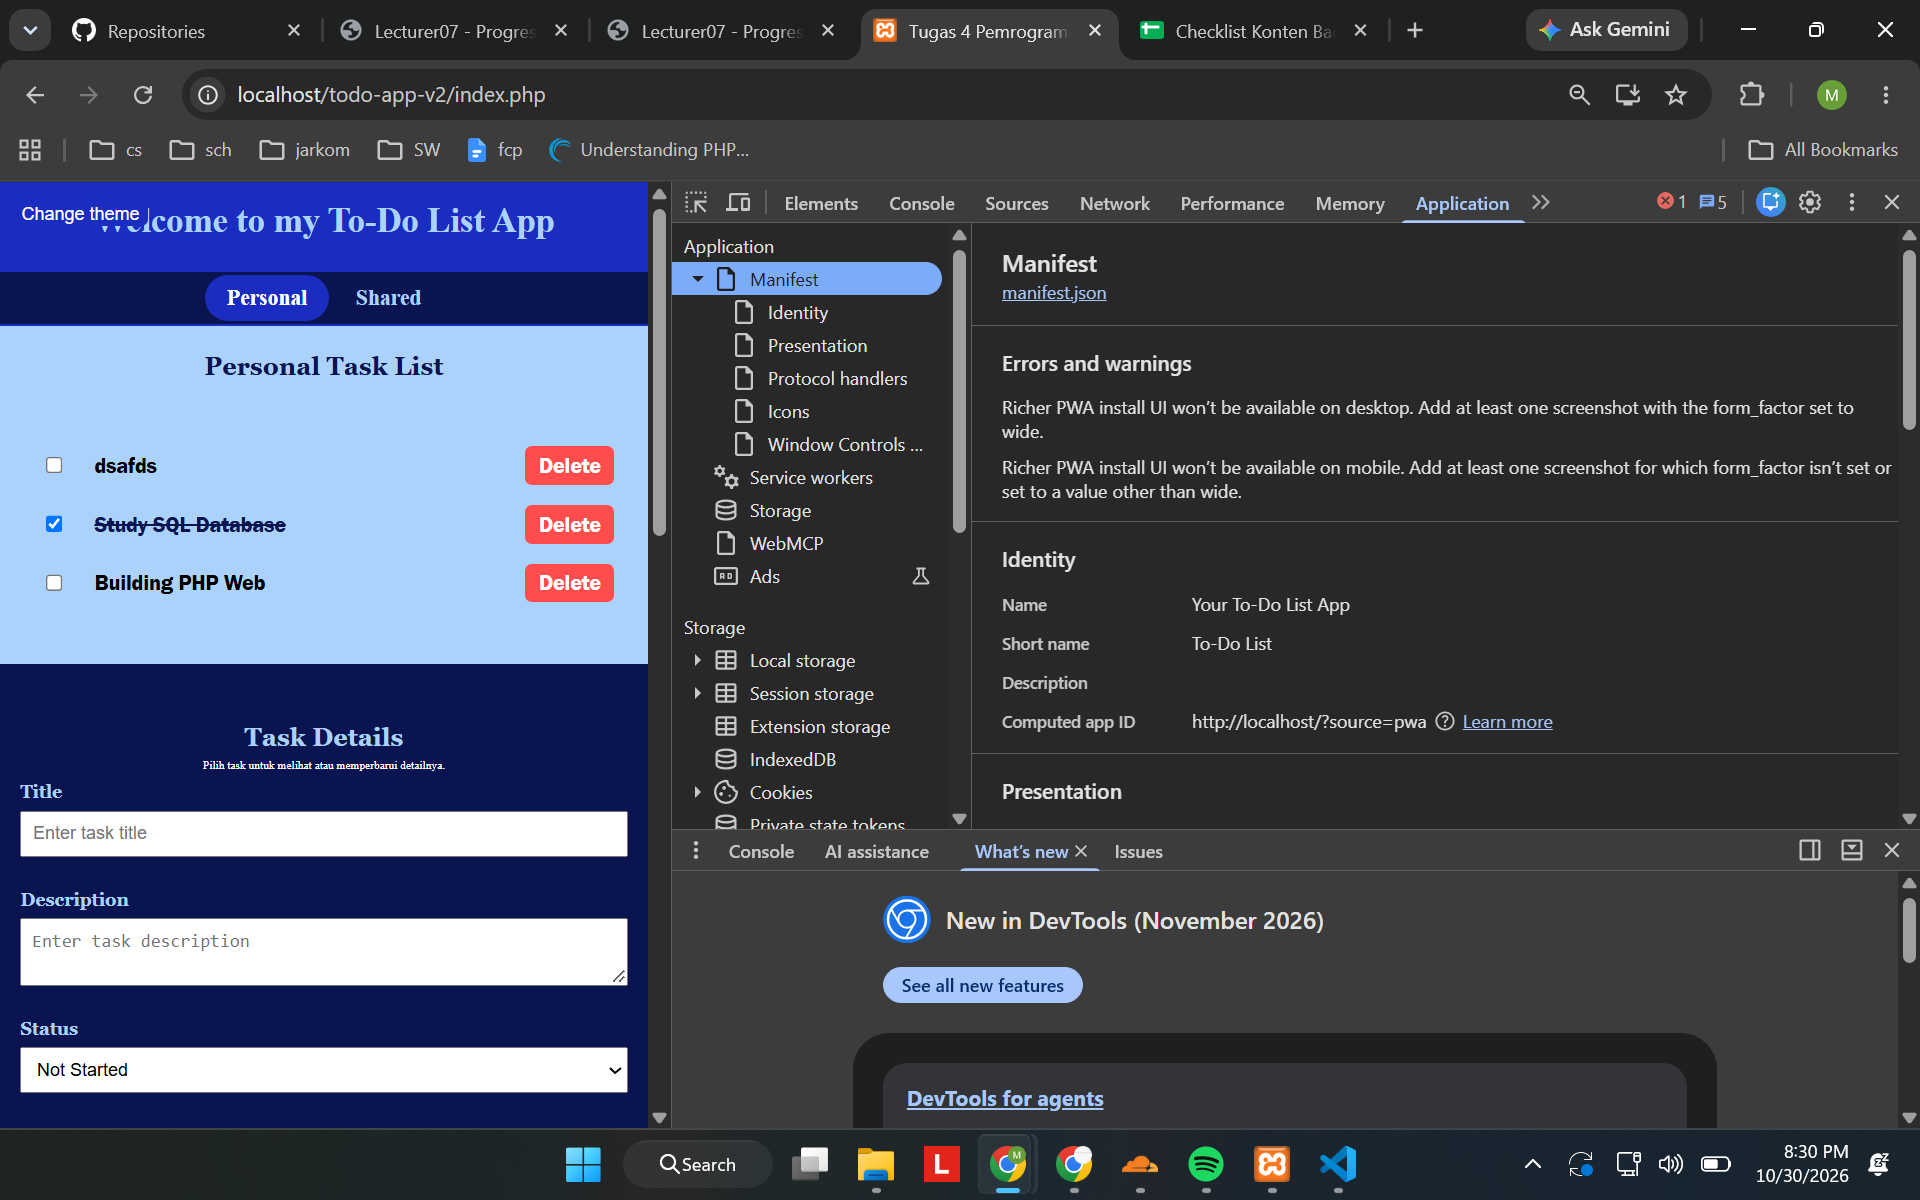 Repositories
Lecturer07 - Progres
Lecturer07 - Progres
Tugas 4 Pemrogram
Checklist Konten Ba
Ask Gemini
localhost/todo-app-v2/index.php
M
cs
sch
jarkom
SW
fcp
Understanding PHP...
All Bookmarks
Change theme
lcome to my To-Do List App
Personal
Shared
Personal Task List
dsafds
Delete
Study SQL Database
Delete
Building PHP Web
Delete
Task Details
Pilih task untuk melihat atau memperbarui detailnya.
Title
Enter task title
Description
Enter task description
Status
Not Started
Elements
Console
Sources
Network
Performance
Memory
Application
1
5
Application
Manifest
Identity
Presentation
Protocol handlers
Icons
Window Controls ...
Service workers
Storage
WebMCP
Ads
Storage
Local storage
Session storage
Extension storage
IndexedDB
Cookies
Private state tokens
Manifest
manifest.json
Errors and warnings
Richer PWA install UI won't be available on desktop. Add at least one screenshot with the form_factor set to
wide.
Richer PWA install UI won't be available on mobile. Add at least one screenshot for which form_factor isn't set or
set to a value other than wide.
Identity
Name Your To-Do List App
Short name To-Do List
Description
Computed app ID http://localhost/?source=pwa Learn more
Presentation
Console
AI assistance
What's new
Issues
New in DevTools (November 2026)
See all new features
DevTools for agents
Search
L
M
8:30 PM
10/30/2026